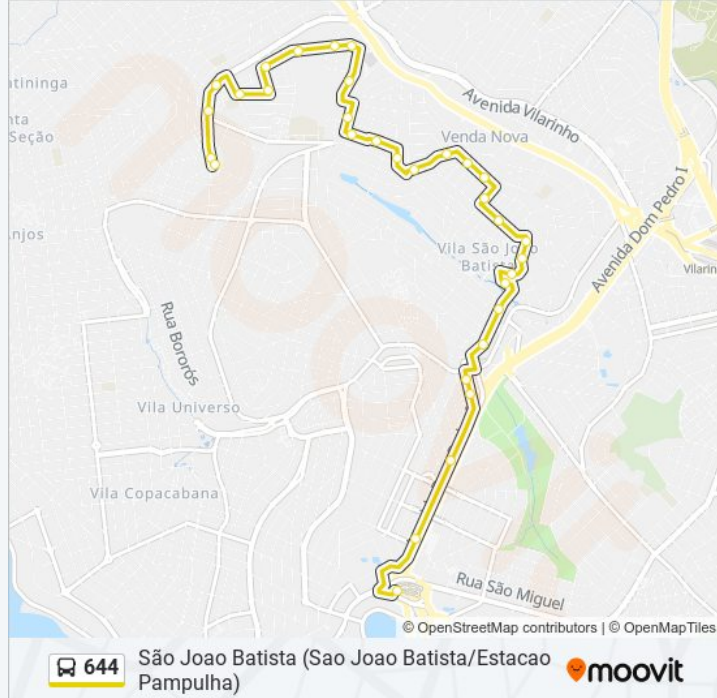 atininga
nta
Seção
Avenida Vilarinho
Venda Nova
Avenida Dom Pedro I
njos
Vila São João
Batista
Vilarin
Rua Bororós
Vila Universo
Vila Copacabana
Rua São Miguel
© OpenStreetMap contributors | © OpenMapTiles
644
São Joao Batista (Sao Joao Batista/Estacao
Pampulha)
moovit